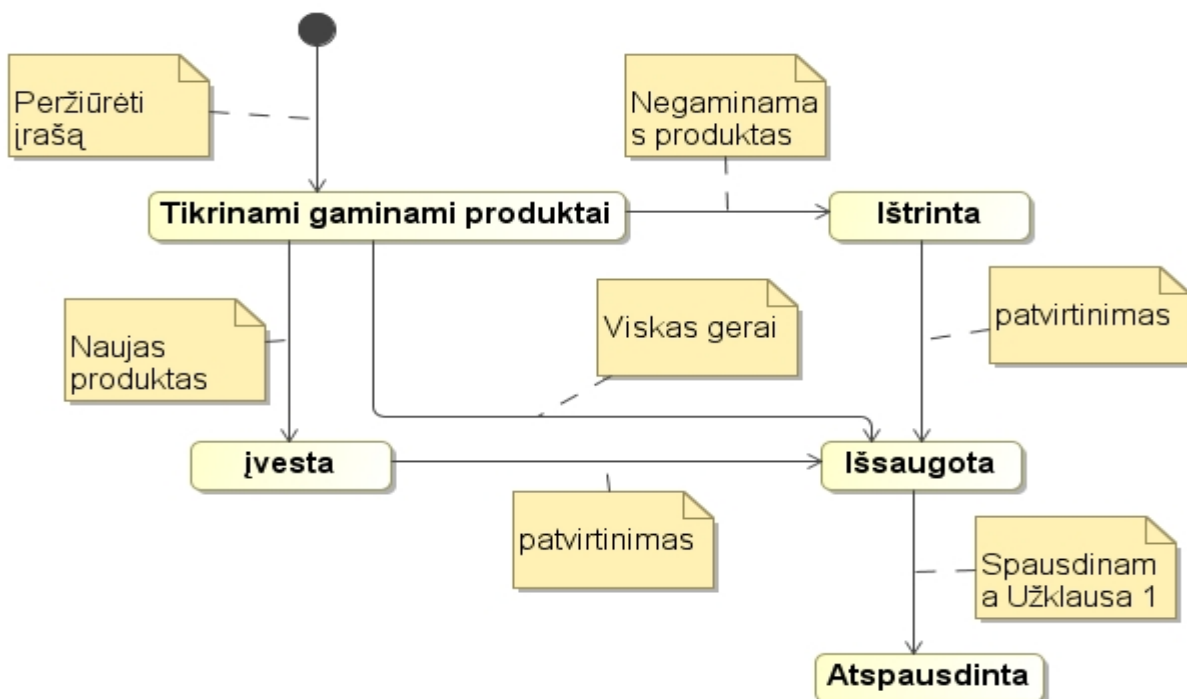 Peržiūrėti
įrašą
Negaminama
s produktas
Tikrinami gaminami produktai
Ištrinta
Naujas
produktas
Viskas gerai
patvirtinimas
įvesta
Išsaugota
patvirtinimas
Spausdinam
a Užklausa 1
Atspausdinta